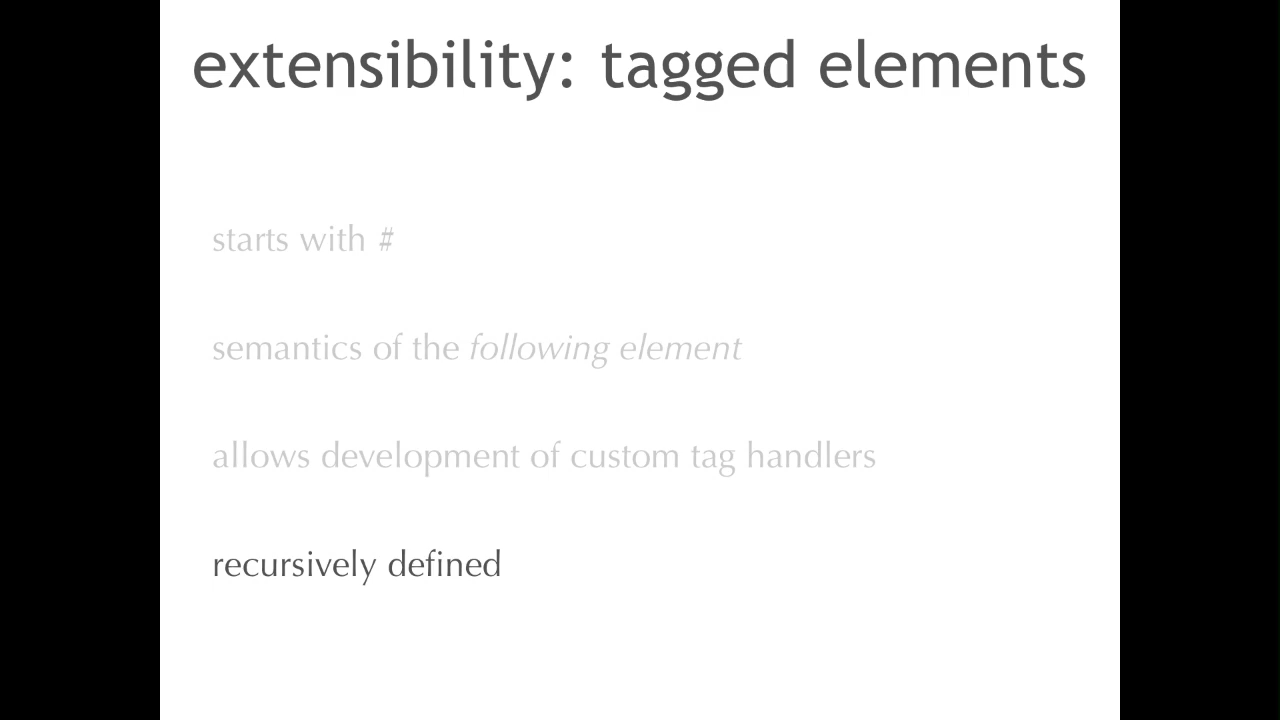 extensibility: tagged elements
starts with #
semantics of the following element
allows development of custom tag handlers
recursively defined